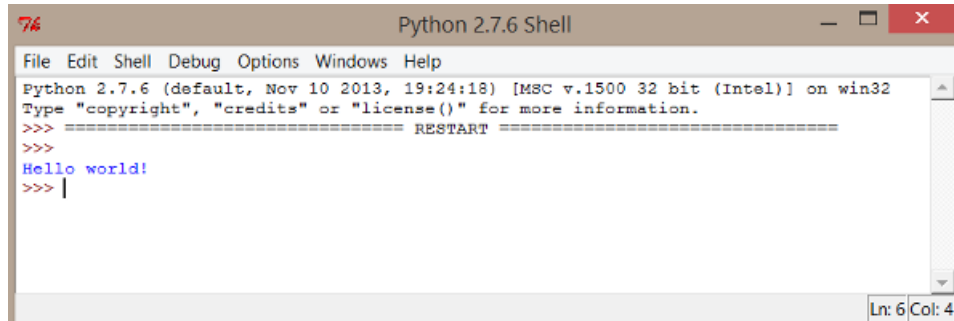 Python 2.7.6 Shell
File Edit Shell Debug Options Windows Help
Python 2.7.6 (default, Nov 10 2013, 19:24:18) [MSC v.1500 32 bit (Intel)] on win32
Type "copyright", "credits" or "license()" for more information.
>>> ================================ RESTART ================================
>>>
Hello world!
>>>
Ln: 6 Col: 4